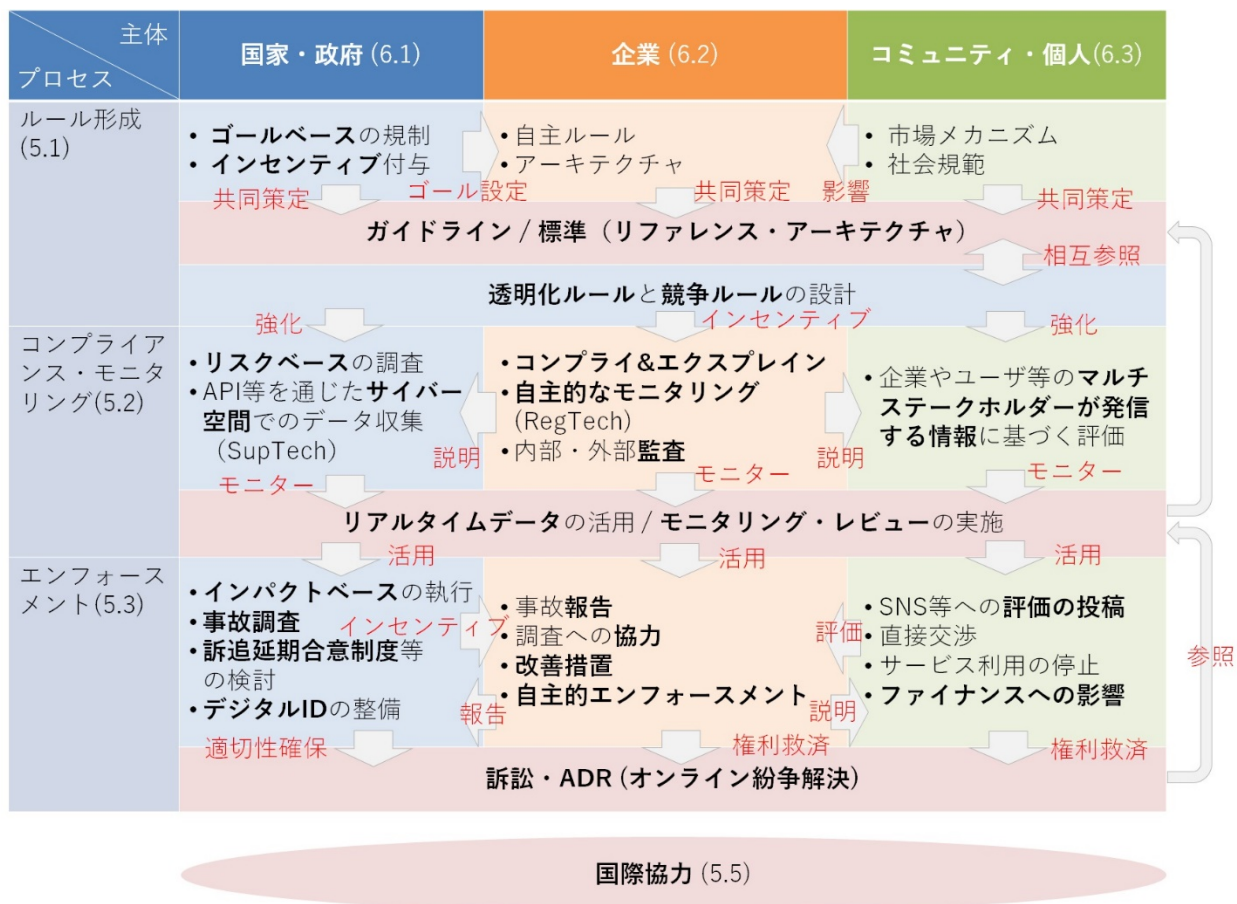 主体
プロセス
国家・政府 (6.1)
企業 (6.2)
コミュニティ・個人(6.3)
ルール形成
(5.1)
• ゴールベースの規制
• インセンティブ付与
• 自主ルール
• アーキテクチャ
• 市場メカニズム
• 社会規範
共同策定
ゴール設定
共同策定
影響
共同策定
ガイドライン / 標準（リファレンス・アーキテクチャ）
相互参照
透明化ルールと競争ルールの設計
強化
インセンティブ
強化
コンプライア
ンス・モニタ
リング(5.2)
• リスクベースの調査
• API等を通じたサイバー
空間でのデータ収集
（SupTech）
• コンプライ&エクスプレイン
• 自主的なモニタリング
(RegTech)
• 内部・外部監査
• 企業やユーザ等のマルチ
ステークホルダーが発信
する情報に基づく評価
説明
説明
モニター
モニター
モニター
リアルタイムデータの活用 / モニタリング・レビューの実施
活用
活用
活用
エンフォース
メント(5.3)
• インパクトベースの執行
• 事故調査
• 訴追延期合意制度等
の検討
• デジタルIDの整備
インセンティブ
• 事故報告
• 調査への協力
• 改善措置
• 自主的エンフォースメント
評価
• SNS等への評価の投稿
• 直接交渉
• サービス利用の停止
• ファイナンスへの影響
参照
報告
説明
適切性確保
権利救済
権利救済
訴訟・ADR (オンライン紛争解決)
国際協力 (5.5)